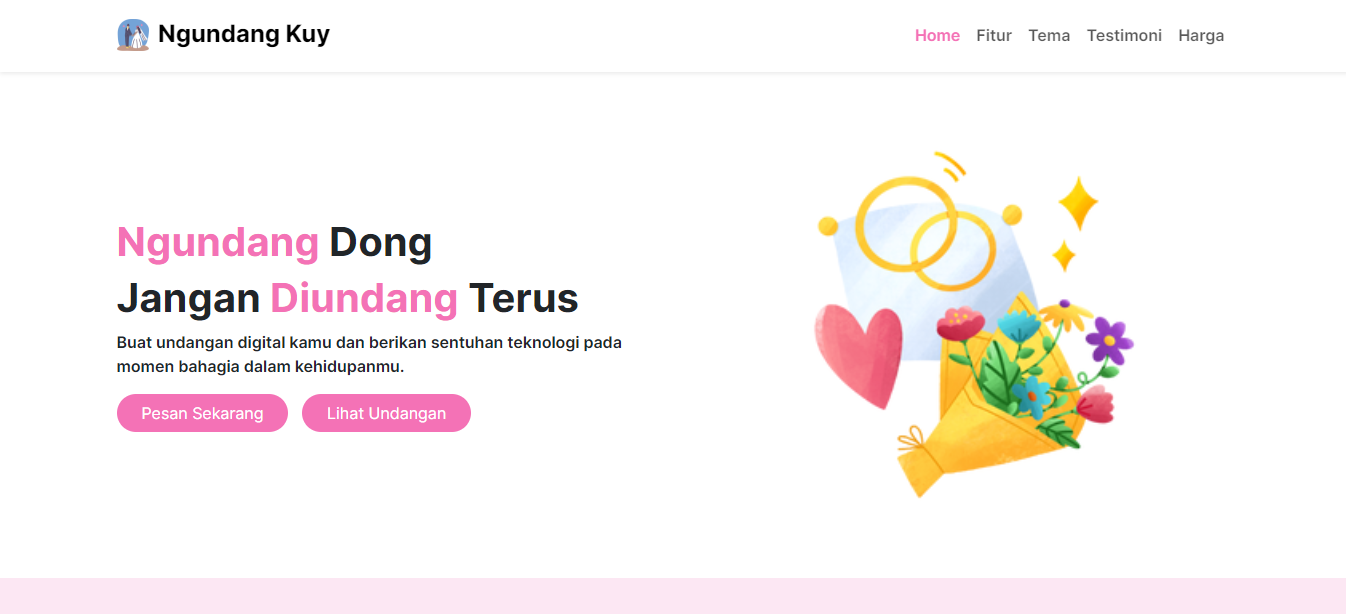 Ngundang Kuy
Home Fitur Tema Testimoni Harga
Ngundang Dong
Jangan Diundang Terus
Buat undangan digital kamu dan berikan sentuhan teknologi pada
momen bahagia dalam kehidupanmu.
Pesan Sekarang Lihat Undangan